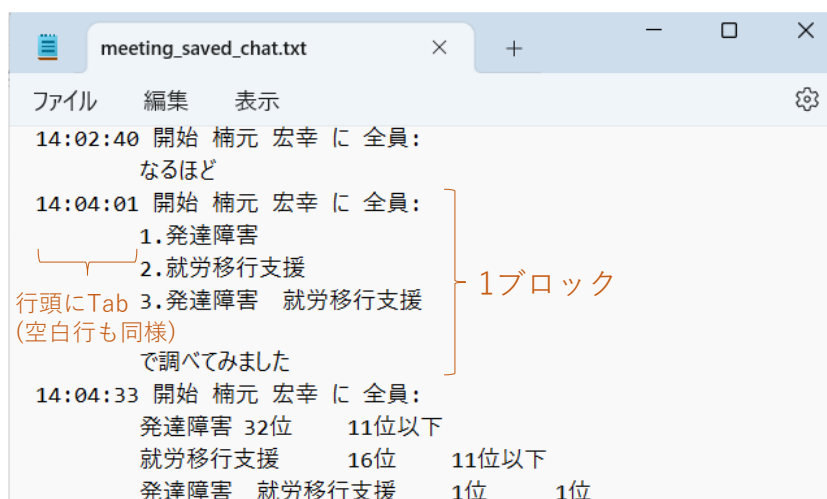 meeting_saved_chat.txt
ファイル 編集 表示
14:02:40 開始 楠元 宏幸 に 全員:
なるほど
14:04:01 開始 楠元 宏幸 に 全員:
1.発達障害
2.就労移行支援
3.発達障害　就労移行支援
で調べてみました
1ブロック
行頭にTab
(空白行も同様)
14:04:33 開始 楠元 宏幸 に 全員:
発達障害 32位 11位以下
就労移行支援 16位 11位以下
発達障害　就労移行支援 1位 1位